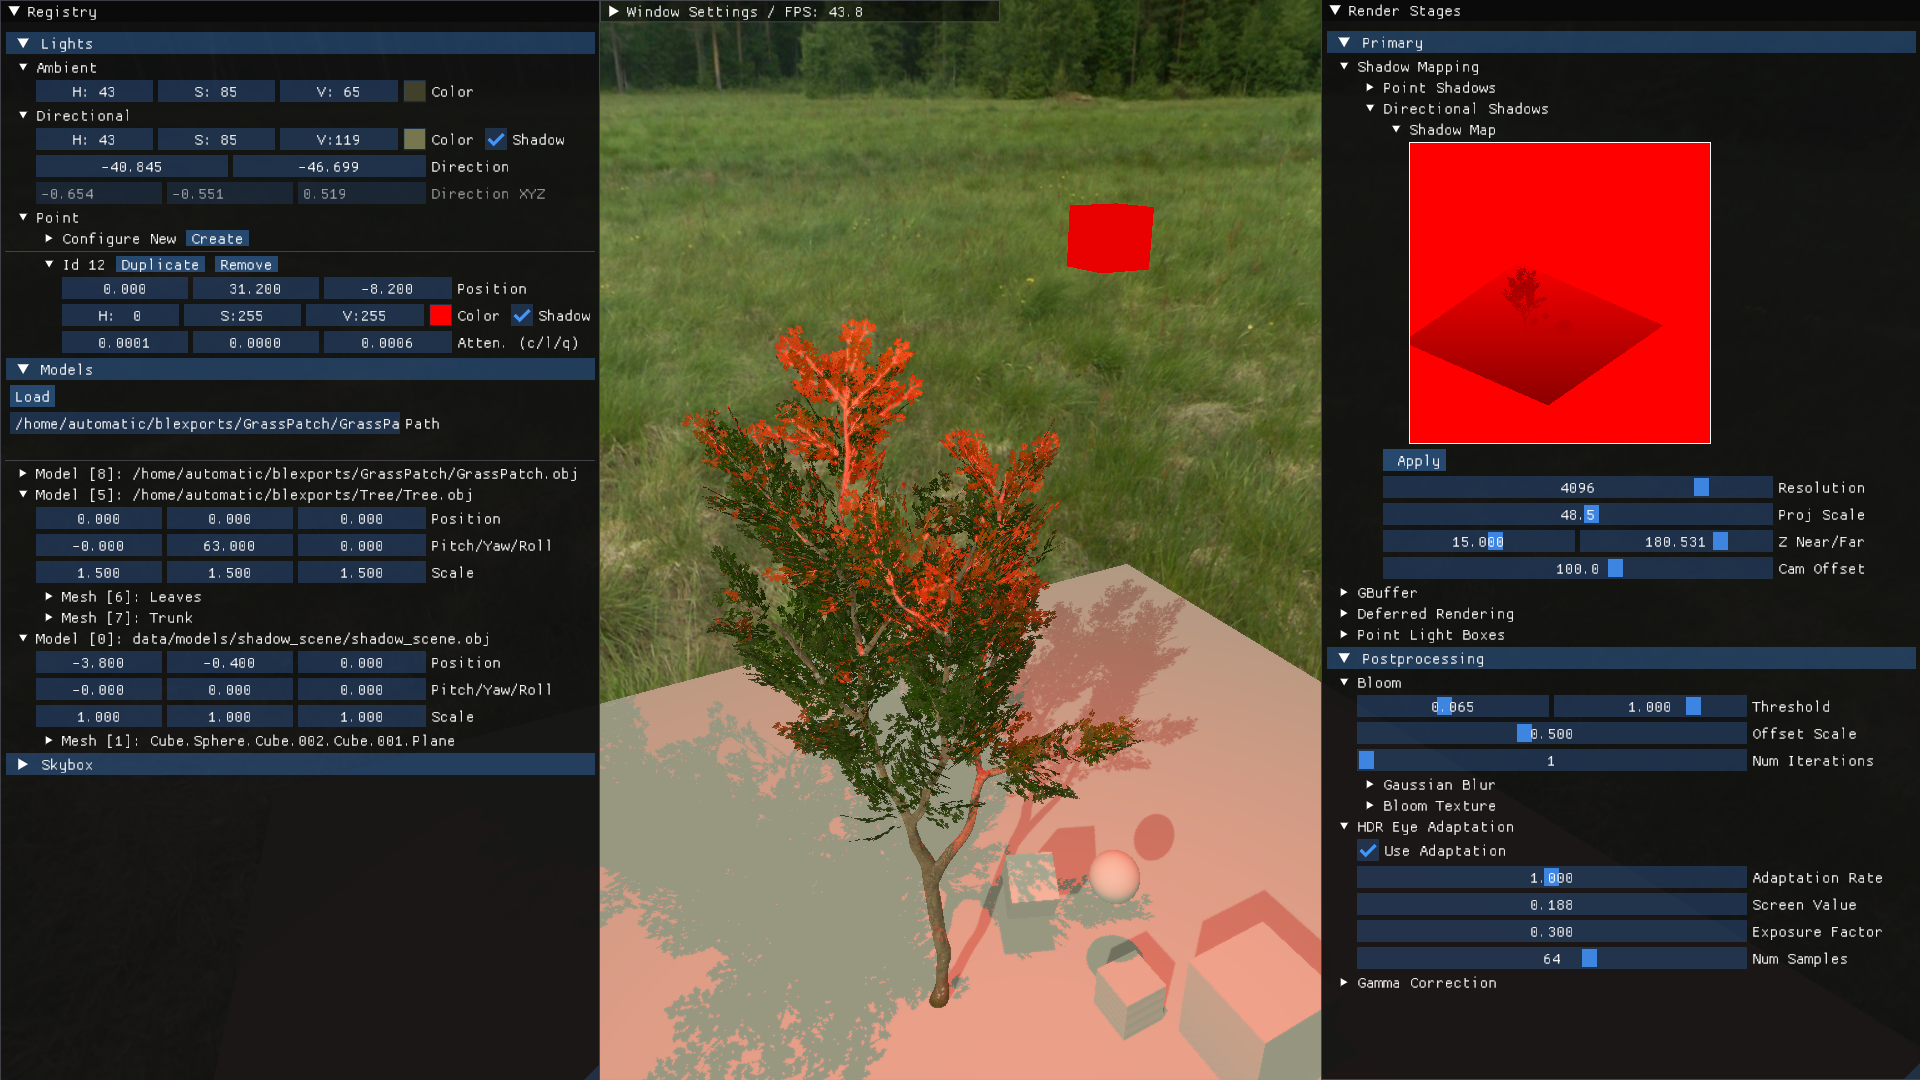 Registry
Lights
Ambient
H: 43 S: 85 V: 65 Color
Directional
H: 43 S: 85 V:119 Color Shadow
-40.845 -46.699 Direction
-0.654 -0.551 0.519 Direction XYZ
Point
Configure New Create
Id 12 Duplicate Remove
0.000 31.200 -8.200 Position
H: 0 S:255 V:255 Color Shadow
0.0001 0.0000 0.0006 Atten. (c/l/q)
Models
Load
/home/automatic/blexports/GrassPatch/GrassPa Path
Model [8]: /home/automatic/blexports/GrassPatch/GrassPatch.obj
Model [5]: /home/automatic/blexports/Tree/Tree.obj
0.000 0.000 0.000 Position
-0.000 63.000 0.000 Pitch/Yaw/Roll
1.500 1.500 1.500 Scale
Mesh [6]: Leaves
Mesh [7]: Trunk
Model [0]: data/models/shadow_scene/shadow_scene.obj
-3.800 -0.400 0.000 Position
-0.000 0.000 0.000 Pitch/Yaw/Roll
1.000 1.000 1.000 Scale
Mesh [1]: Cube.Sphere.Cube.002.Cube.001.Plane
Skybox
Window Settings / FPS: 43.8
Render Stages
Primary
Shadow Mapping
Point Shadows
Directional Shadows
Shadow Map
Apply
4096 Resolution
48.5 Proj Scale
15.000 180.531 Z Near/Far
100.0 Cam Offset
GBuffer
Deferred Rendering
Point Light Boxes
Postprocessing
Bloom
0.065 1.000 Threshold
0.500 Offset Scale
1 Num Iterations
Gaussian Blur
Bloom Texture
HDR Eye Adaptation
Use Adaptation
1.000 Adaptation Rate
0.188 Screen Value
0.300 Exposure Factor
64 Num Samples
Gamma Correction